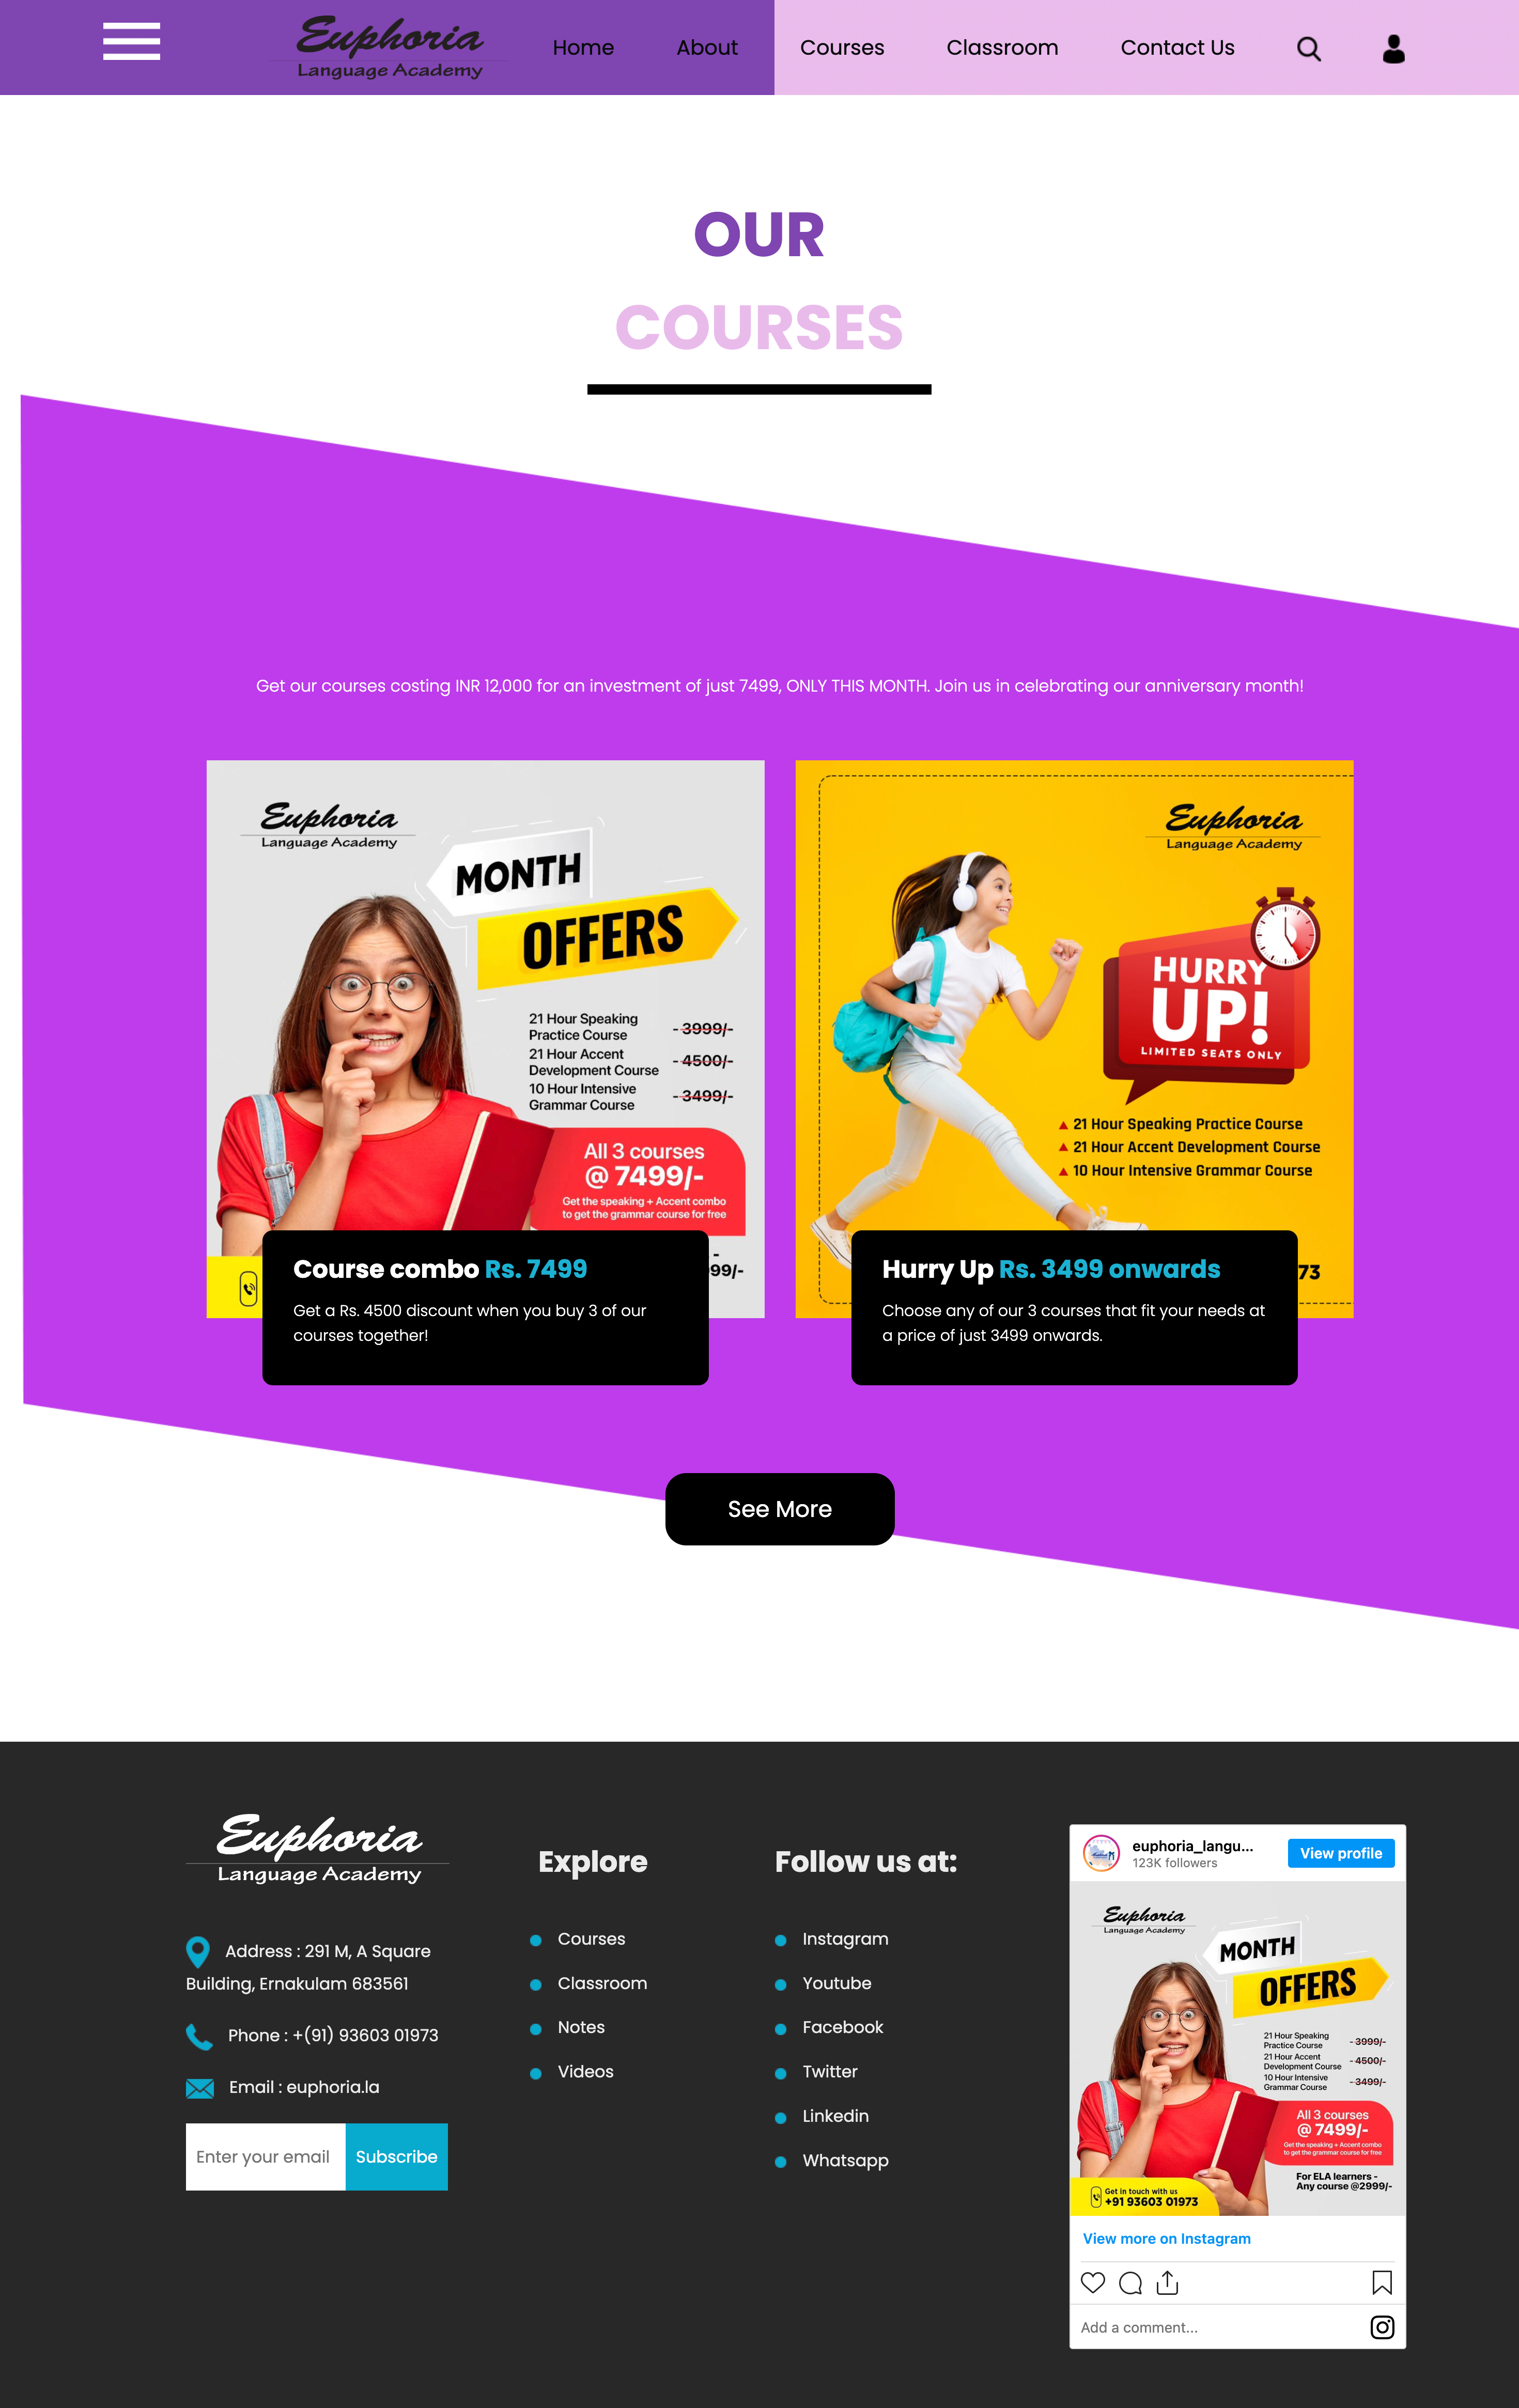 Euphoria
Language Academy
Home
About
Courses
Classroom
Contact Us
OUR
COURSES
Get our courses costing INR 12,000 for an investment of just 7499, ONLY THIS MONTH. Join us in celebrating our anniversary month!
Euphoria
Language Academy
MONTH
OFFERS
21 Hour Speaking
Practice Course
- 3999/-
21 Hour Accent
Development Course
- 4500/-
10 Hour Intensive
Grammar Course
- 3499/-
All 3 courses
@ 7499/-
Get the speaking + Accent combo
to get the grammar course for free
-
99/-
Course combo Rs. 7499
Get a Rs. 4500 discount when you buy 3 of our
courses together!
Euphoria
Language Academy
HURRY
UP!
LIMITED SEATS ONLY
21 Hour Speaking Practice Course
21 Hour Accent Development Course
10 Hour Intensive Grammar Course
73
Hurry Up Rs. 3499 onwards
Choose any of our 3 courses that fit your needs at
a price of just 3499 onwards.
See More
Euphoria
Language Academy
Address : 291 M, A Square
Building, Ernakulam 683561
Phone : +(91) 93603 01973
Email : euphoria.la
Enter your email
Subscribe
Explore
Courses
Classroom
Notes
Videos
Follow us at:
Instagram
Youtube
Facebook
Twitter
Linkedin
Whatsapp
euphoria_langu...
123K followers
View profile
Euphoria
Language Academy
MONTH
OFFERS
21 Hour Speaking
Practice Course
- 3999/-
21 Hour Accent
Development Course
- 4500/-
10 Hour Intensive
Grammar Course
- 3499/-
All 3 courses
@ 7499/-
Get the speaking + Accent combo
to get the grammar course for free
For ELA learners -
Any course @2999/-
Get in touch with us
+91 93603 01973
View more on Instagram
Add a comment...